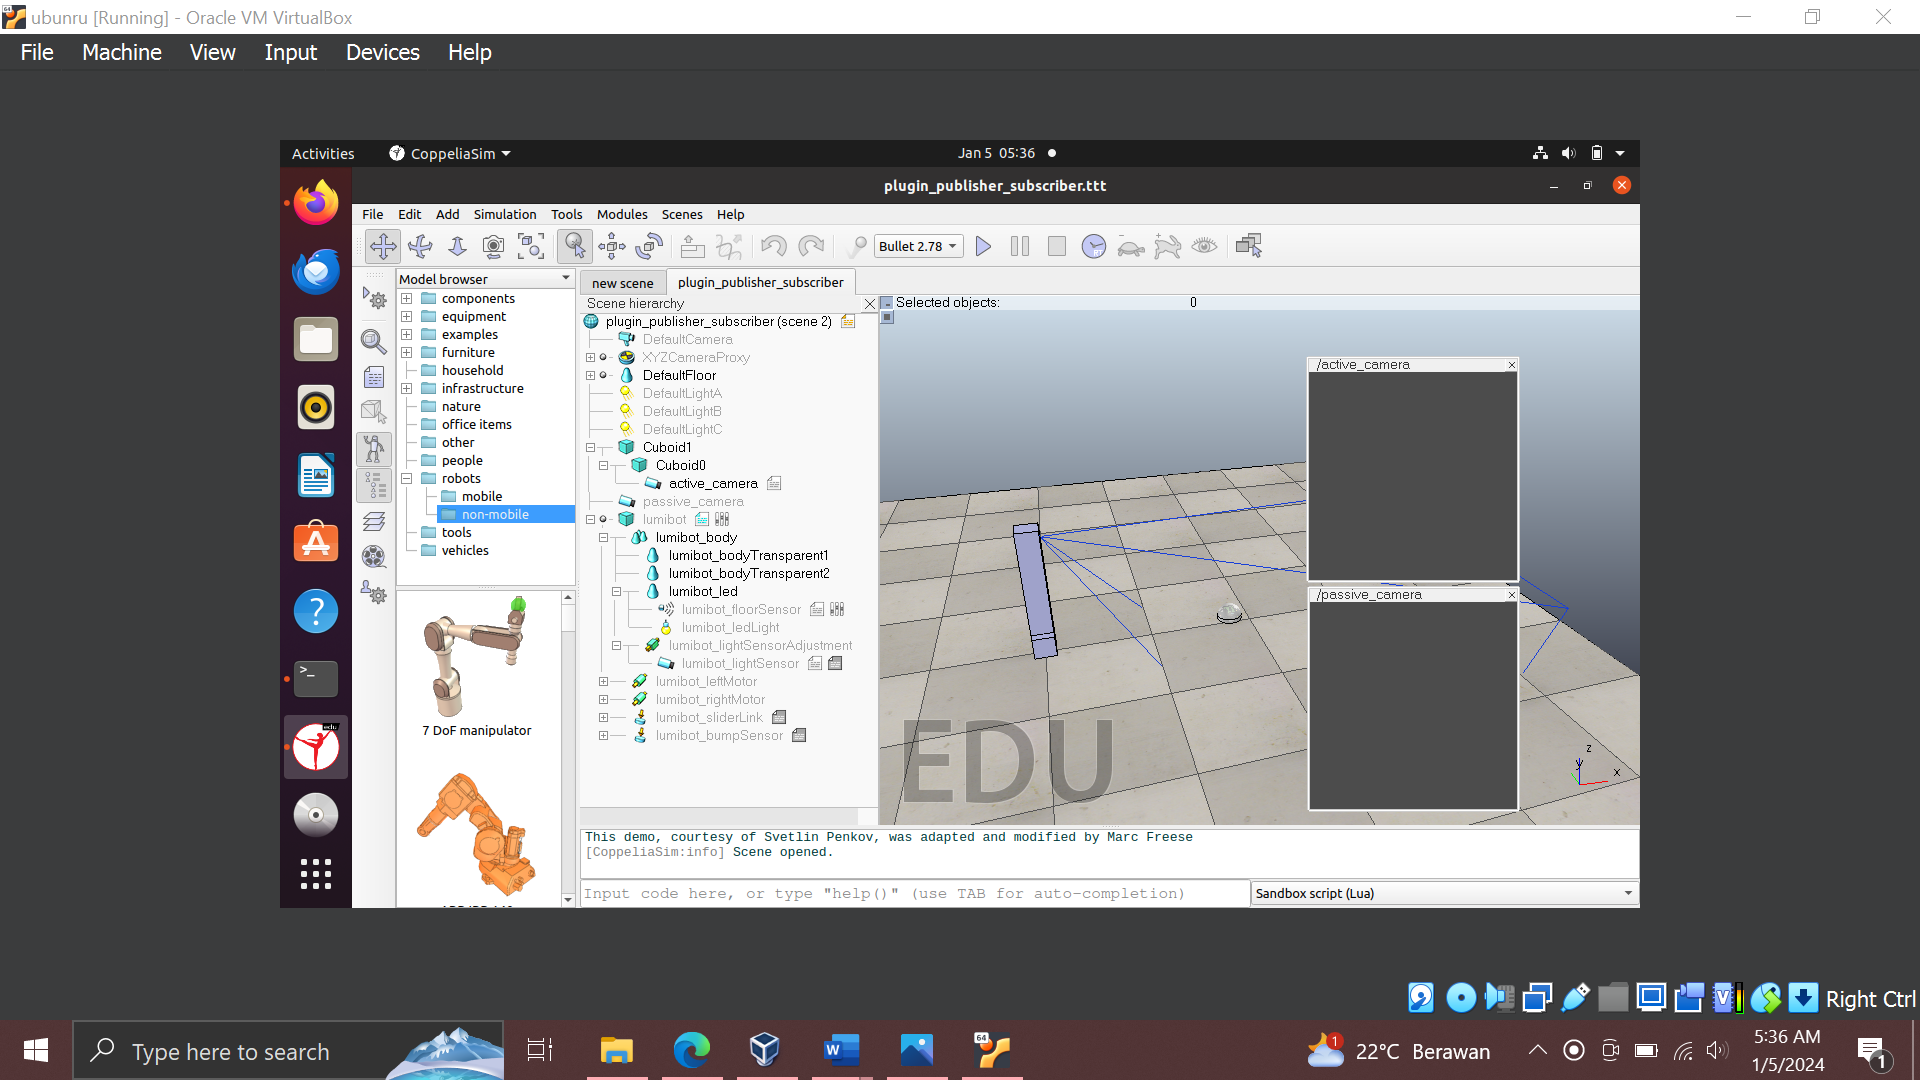 ubunru [Running] - Oracle VM VirtualBox
File Machine View Input Devices Help
Activities CoppeliaSim Jan 5 05:36
plugin_publisher_subscriber.ttt
File Edit Add Simulation Tools Modules Scenes Help
Bullet 2.78
Model browser
components
equipment
examples
furniture
household
infrastructure
nature
office items
other
people
robots
mobile
non-mobile
tools
vehicles
7 DoF manipulator
new scene plugin_publisher_subscriber
Scene hierarchy
plugin_publisher_subscriber (scene 2)
DefaultCamera
XYZCameraProxy
DefaultFloor
DefaultLightA
DefaultLightB
DefaultLightC
Cuboid1
Cuboid0
active_camera
passive_camera
lumibot
lumibot_body
lumibot_bodyTransparent1
lumibot_bodyTransparent2
lumibot_led
lumibot_floorSensor
lumibot_ledLight
lumibot_lightSensorAdjustment
lumibot_lightSensor
lumibot_leftMotor
lumibot_rightMotor
lumibot_sliderLink
lumibot_bumpSensor
Selected objects: 0
/active_camera
/passive_camera
EDU
z
y
x
This demo, courtesy of Svetlin Penkov, was adapted and modified by Marc Freese
[CoppeliaSim:info] Scene opened.
Input code here, or type "help()" (use TAB for auto-completion)
Sandbox script (Lua)
edu
Right Ctrl
Type here to search
64
1
22°C Berawan
5:36 AM
1/5/2024
1